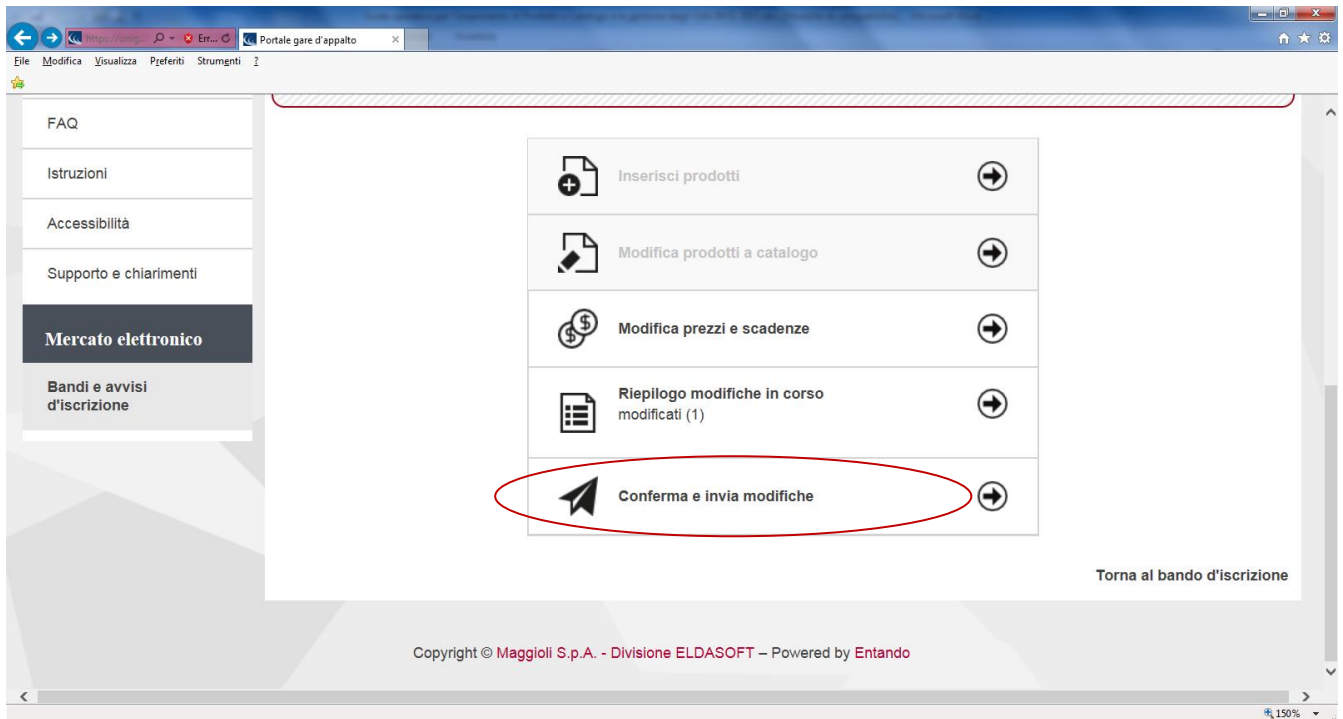 https://
Err...
Portale gare d'appalto
File Modifica Visualizza Preferiti Strumenti ?
FAQ
Istruzioni
Accessibilità
Supporto e chiarimenti
Mercato elettronico
Bandi e avvisi
d'iscrizione
Inserisci prodotti
Modifica prodotti a catalogo
Modifica prezzi e scadenze
Riepilogo modifiche in corso
modificati (1)
Conferma e invia modifiche
Torna al bando d'iscrizione
Copyright © Maggioli S.p.A. - Divisione ELDASOFT – Powered by Entando
150%